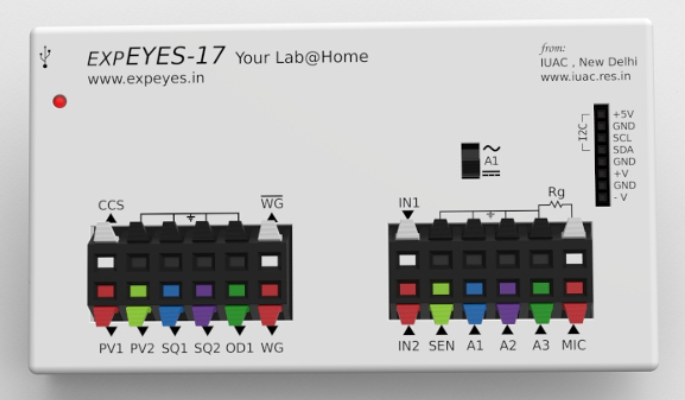 EXPEYES-17 Your Lab@Home
www.expeyes.in
from:
IUAC , New Delhi
www.iuac.res.in
I2C
+5V
GND
SCL
SDA
GND
+V
GND
- V
A1
CCS
WG
IN1
Rg
PV1 PV2 SQ1 SQ2 OD1 WG
IN2 SEN A1 A2 A3 MIC